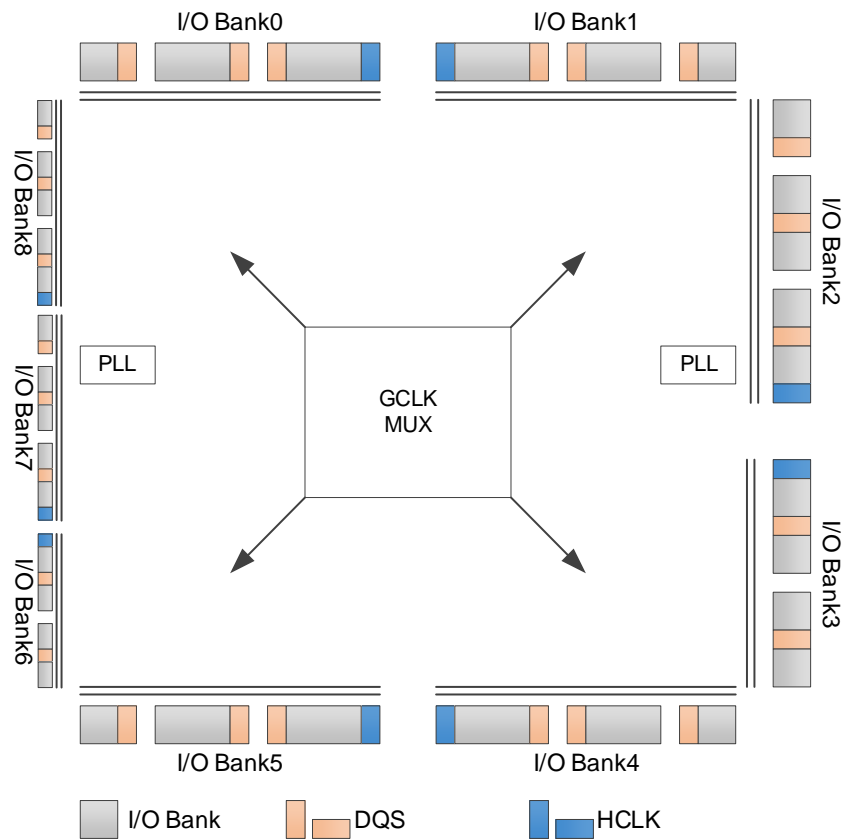 I/O Bank0
I/O Bank1
I/O Bank8
I/O Bank2
PLL
PLL
GCLK
MUX
I/O Bank7
I/O Bank3
I/O Bank6
I/O Bank5
I/O Bank4
I/O Bank
DQS
HCLK